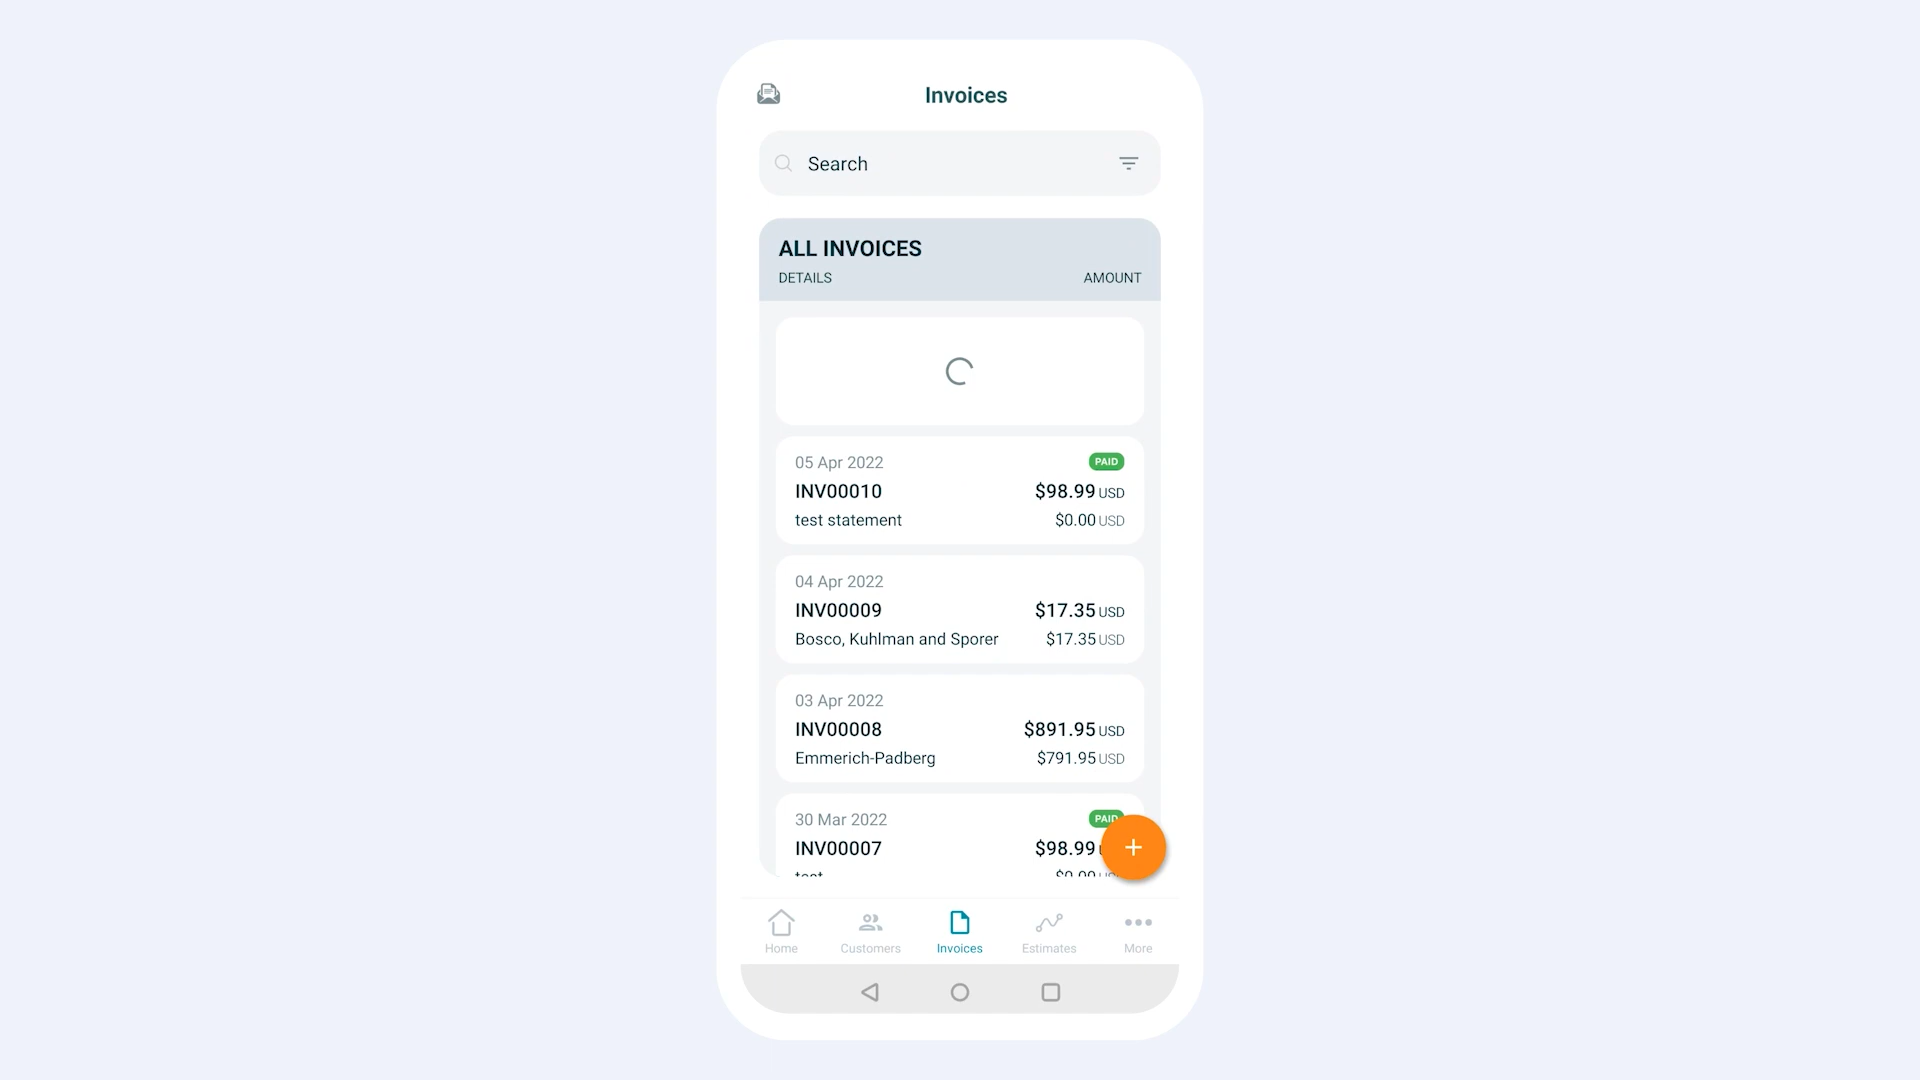 Invoices
Search
ALL INVOICES
DETAILS AMOUNT
05 Apr 2022 PAID
INV00010 $98.99 USD
test statement $0.00 USD
04 Apr 2022
INV00009 $17.35 USD
Bosco, Kuhlman and Sporer $17.35 USD
03 Apr 2022
INV00008 $891.95 USD
Emmerich-Padberg $791.95 USD
30 Mar 2022 PAID
INV00007 $98.99
Home Customers Invoices Estimates More